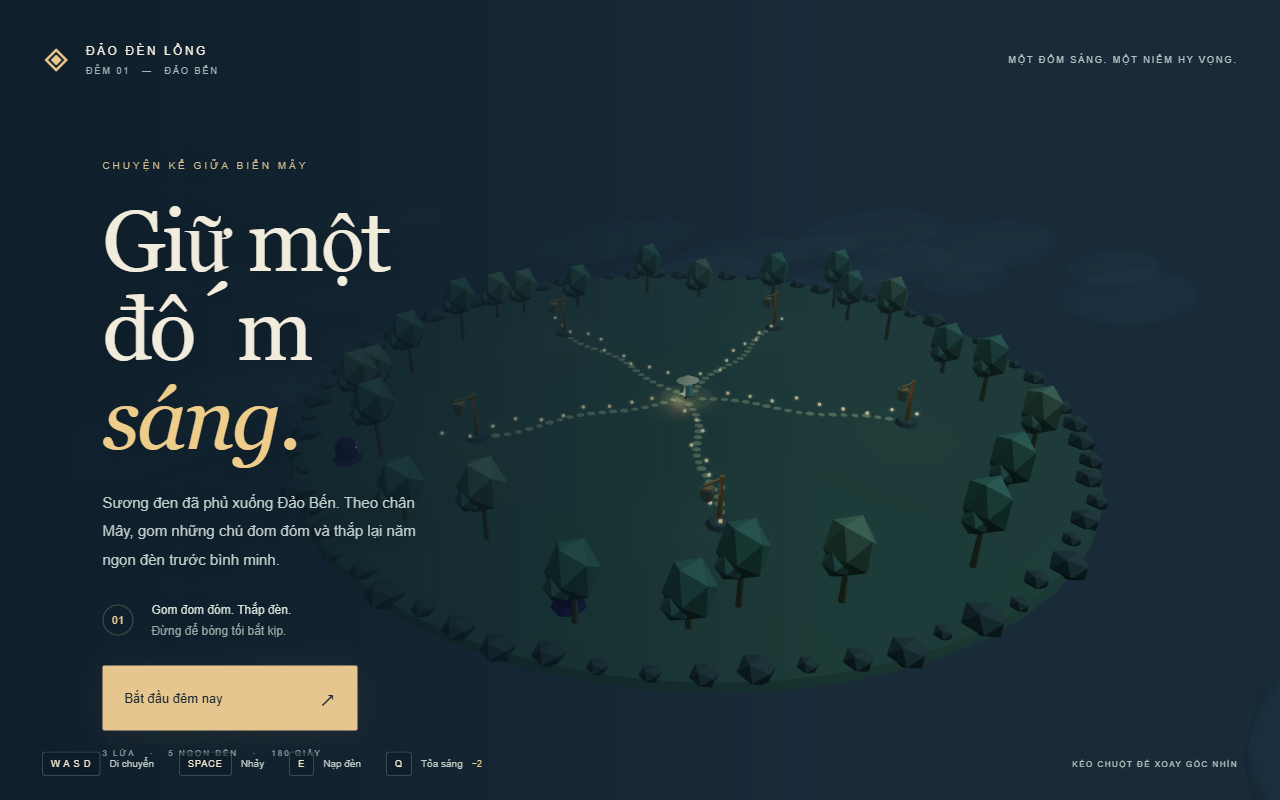 ĐẢO ĐÈN LỒNG
ĐÊM 01 — ĐẢO BẾN
MỘT ĐỐM SÁNG. MỘT NIỀM HY VỌNG.
CHUYỆN KỂ GIỮA BIỂN MÂY
Giữ một
đốm
sáng.
Sương đen đã phủ xuống Đảo Bến. Theo chân
Mây, gom những chú đom đóm và thắp lại năm
ngọn đèn trước bình minh.
01
Gom đom đóm. Thắp đèn.
Đừng để bóng tối bắt kịp.
Bắt đầu đêm nay ↗
3 LỬA · 5 NGỌN ĐÈN · 180 GIÂY
WASD Di chuyển SPACE Nhảy E Nạp đèn Q Tỏa sáng −2
KÉO CHUỘT ĐỂ XOAY GÓC NHÌN